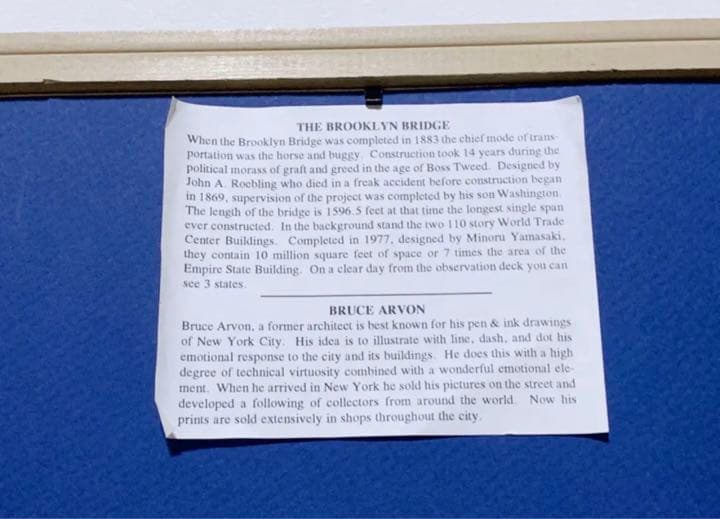 THE BROOKLYN BRIDGE
When the Brooklyn Bridge was completed in 1883 the chief mode of trans-
portation was the horse and buggy. Construction took 14 years during the
political morass of graft and greed in the age of Boss Tweed. Designed by
John A. Roebling who died in a freak accident before construction began
in 1869, supervision of the project was completed by his son Washington.
The length of the bridge is 1596.5 feet at that time the longest single span
ever constructed. In the background stand the two 110 story World Trade
Center Buildings. Completed in 1977, designed by Minoru Yamasaki,
they contain 10 million square feet of space or 7 times the area of the
Empire State Building. On a clear day from the observation deck you can
see 3 states.
BRUCE ARVON
Bruce Arvon, a former architect is best known for his pen & ink drawings
of New York City. His idea is to illustrate with line, dash, and dot his
emotional response to the city and its buildings. He does this with a high
degree of technical virtuosity combined with a wonderful emotional ele-
ment. When he arrived in New York he sold his pictures on the street and
developed a following of collectors from around the world. Now his
prints are sold extensively in shops throughout the city.